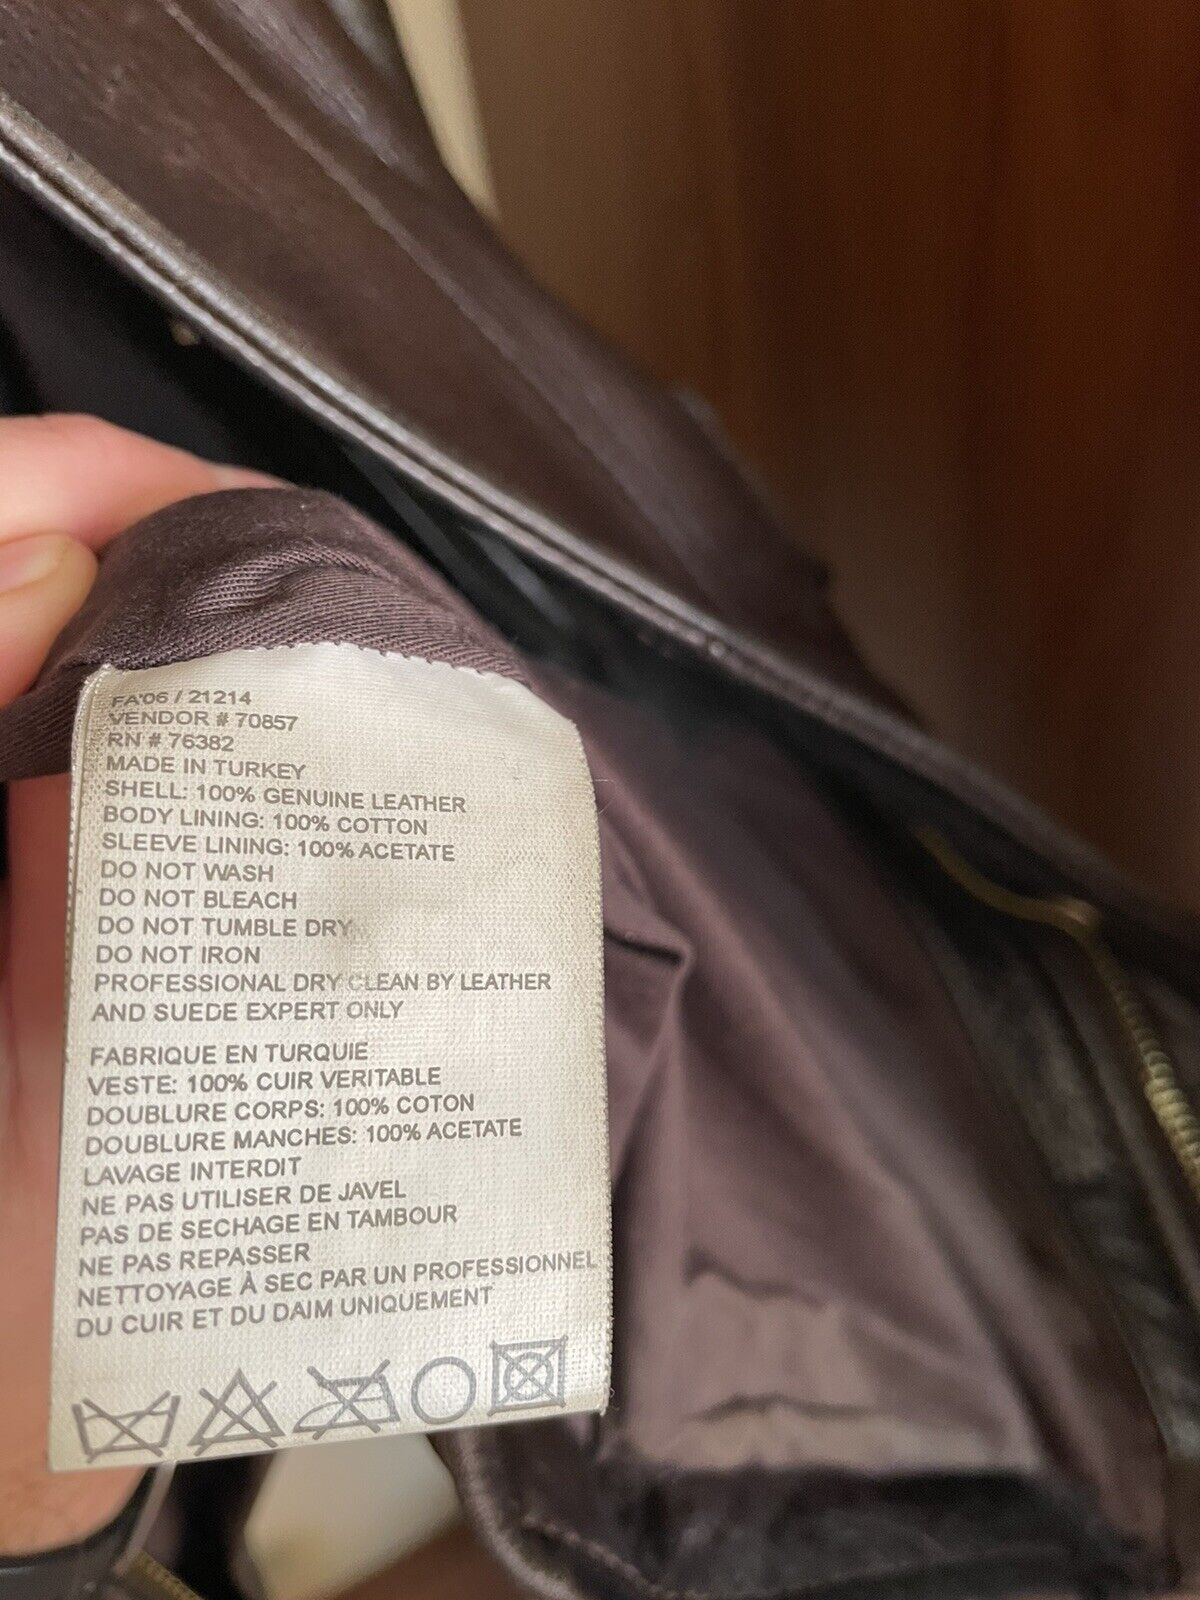 FA'06 / 21214
VENDOR # 70857
RN # 76382
MADE IN TURKEY
SHELL: 100% GENUINE LEATHER
BODY LINING: 100% COTTON
SLEEVE LINING: 100% ACETATE
DO NOT WASH
DO NOT BLEACH
DO NOT TUMBLE DRY
DO NOT IRON
PROFESSIONAL DRY CLEAN BY LEATHER
AND SUEDE EXPERT ONLY
FABRIQUE EN TURQUIE
VESTE: 100% CUIR VERITABLE
DOUBLURE CORPS: 100% COTON
DOUBLURE MANCHES: 100% ACETATE
LAVAGE INTERDIT
NE PAS UTILISER DE JAVEL
PAS DE SECHAGE EN TAMBOUR
NE PAS REPASSER
NETTOYAGE À SEC PAR UN PROFESSIONNEL
DU CUIR ET DU DAIM UNIQUEMENT